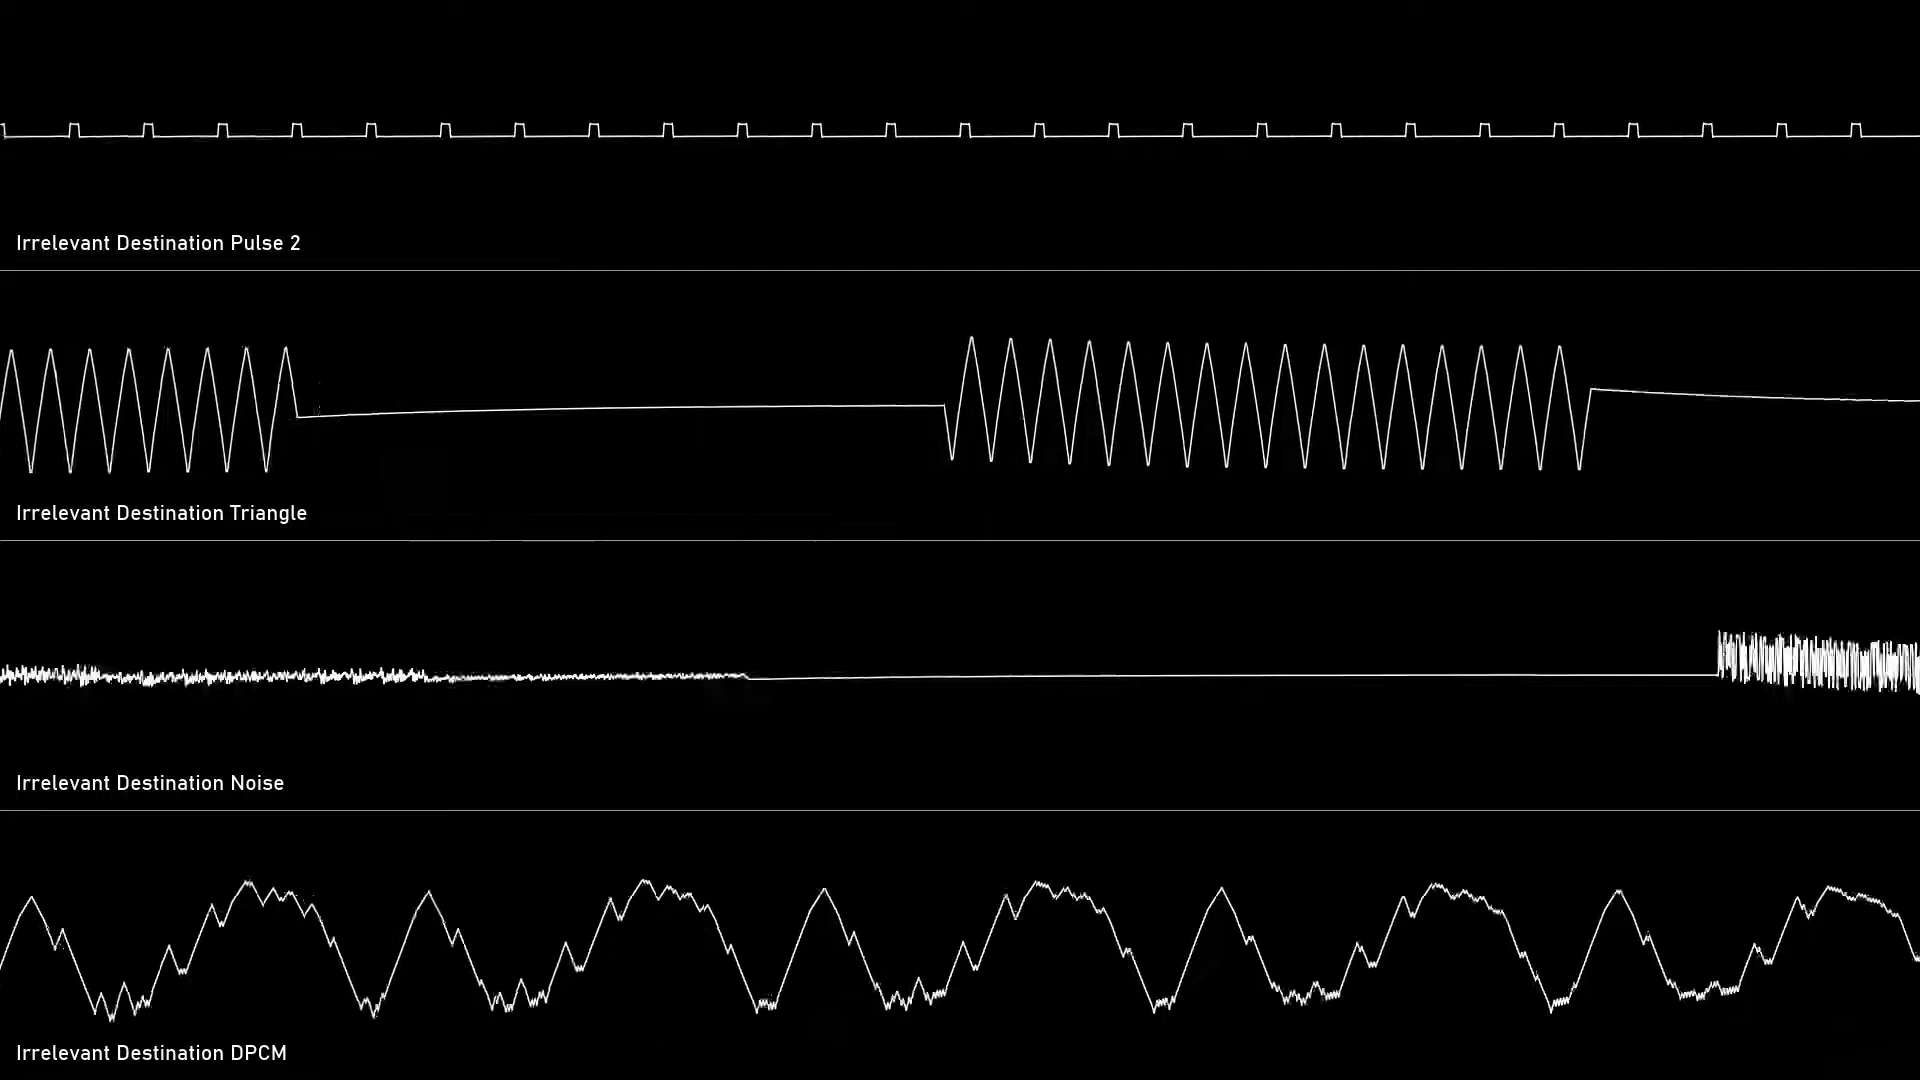 Irrelevant Destination Pulse 2
Irrelevant Destination Triangle
Irrelevant Destination Noise
Irrelevant Destination DPCM